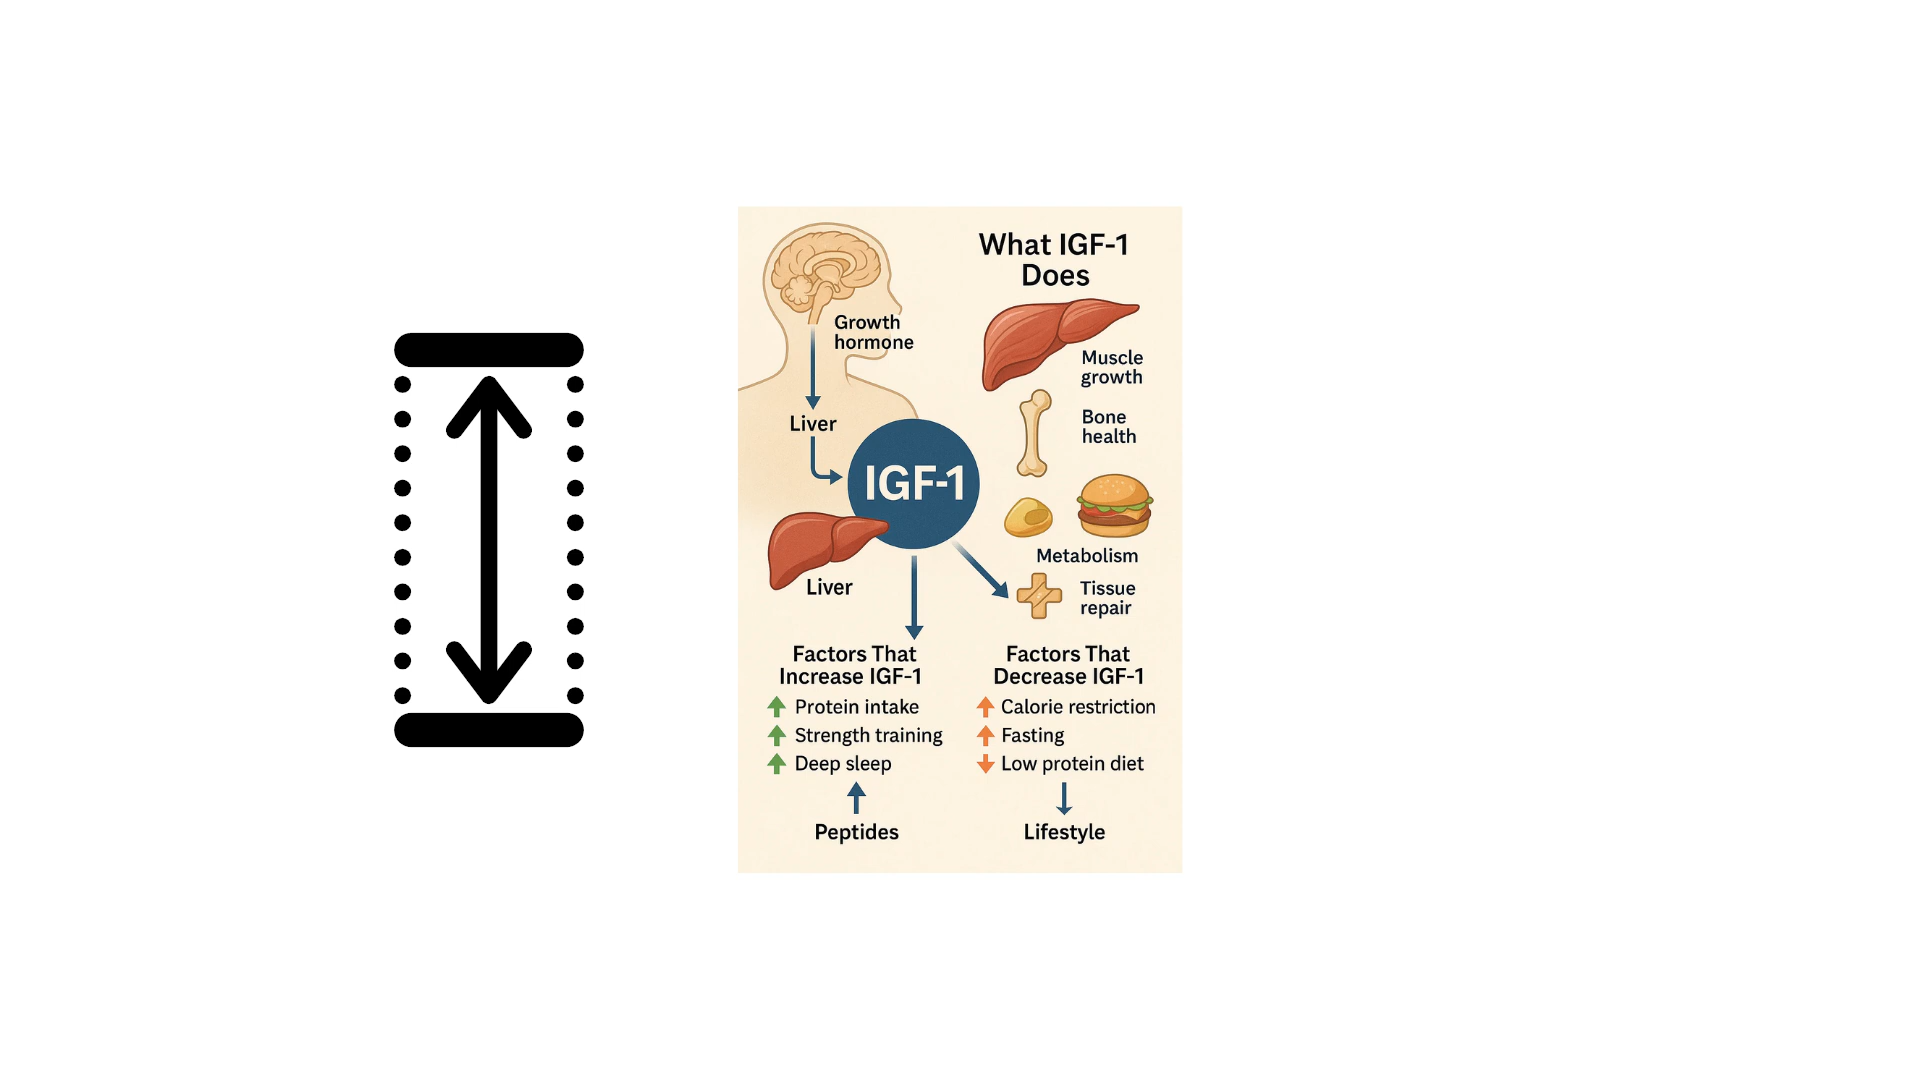 What IGF-1
Does
Growth
hormone
Liver
IGF-1
Liver
Muscle
growth
Bone
health
Metabolism
Tissue
repair
Factors That
Increase IGF-1
Protein intake
Strength training
Deep sleep
Peptides
Factors That
Decrease IGF-1
Calorie restriction
Fasting
Low protein diet
Lifestyle